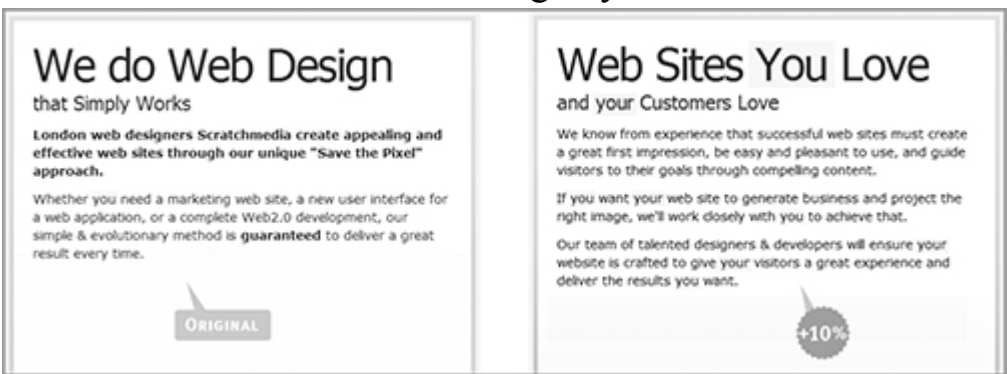 We do Web Design
that Simply Works
London web designers Scratchmedia create appealing and
effective web sites through our unique "Save the Pixel"
approach.
Whether you need a marketing web site, a new user interface for
a web application, or a complete Web2.0 development, our
simple & evolutionary method is guaranteed to deliver a great
result every time.
ORIGINAL
Web Sites You Love
and your Customers Love
We know from experience that successful web sites must create
a great first impression, be easy and pleasant to use, and guide
visitors to their goals through compelling content.
If you want your web site to generate business and project the
right image, we'll work closely with you to achieve that.
Our team of talented designers & developers will ensure your
website is crafted to give your visitors a great experience and
deliver the results you want.
+10%